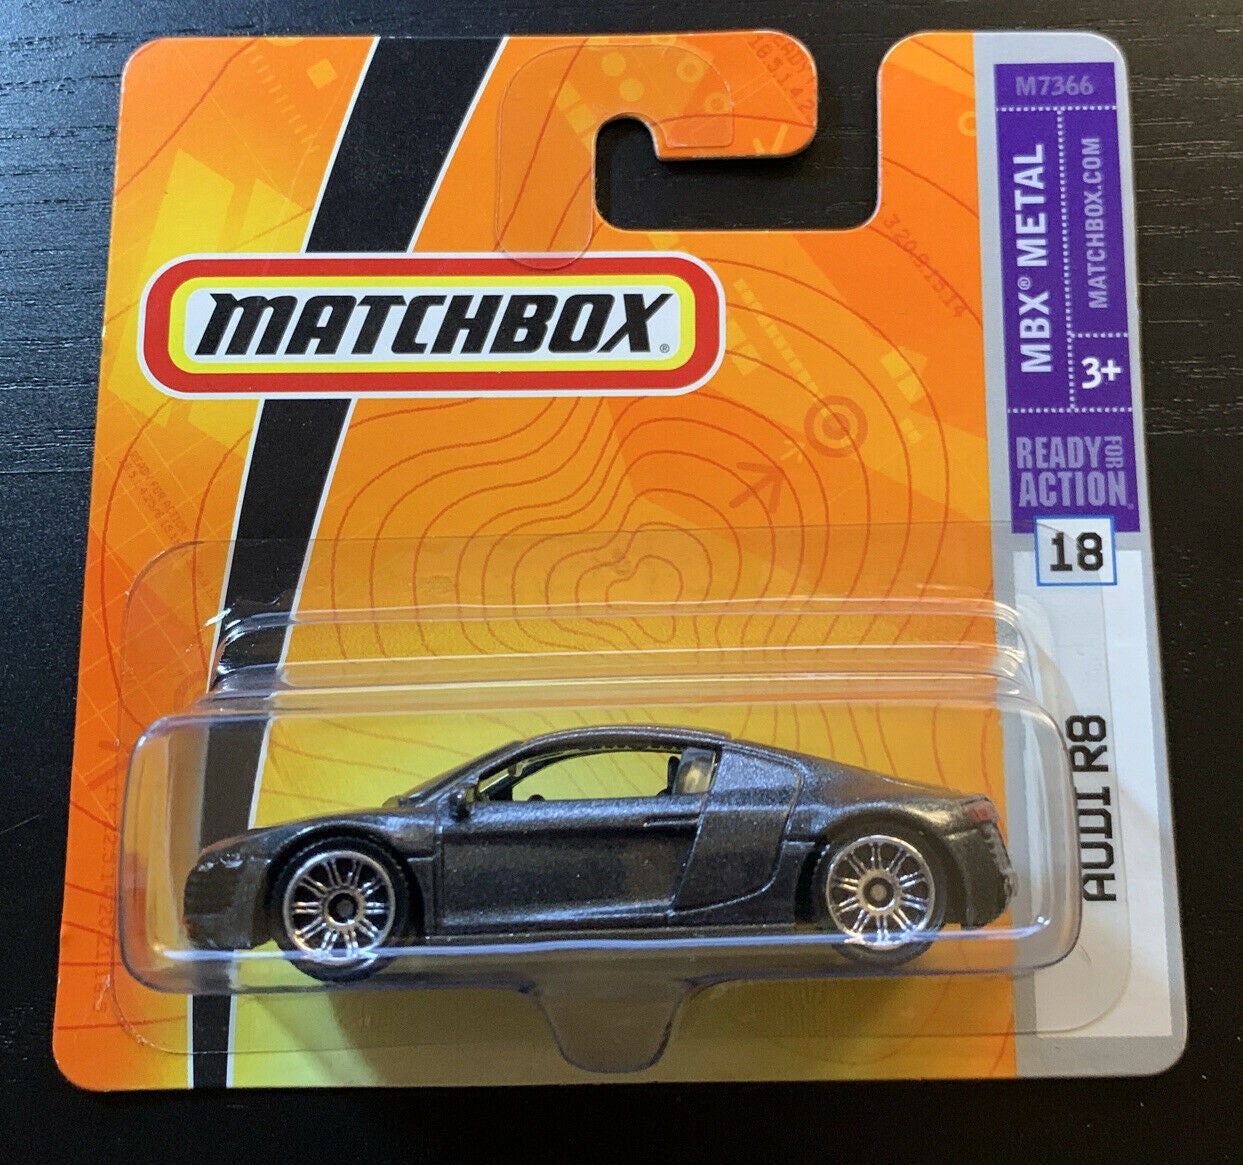 MATCHBOX®
M7366
MBX® METAL
MATCHBOX.COM
3+
READY FOR ACTION
18
AUDI R8